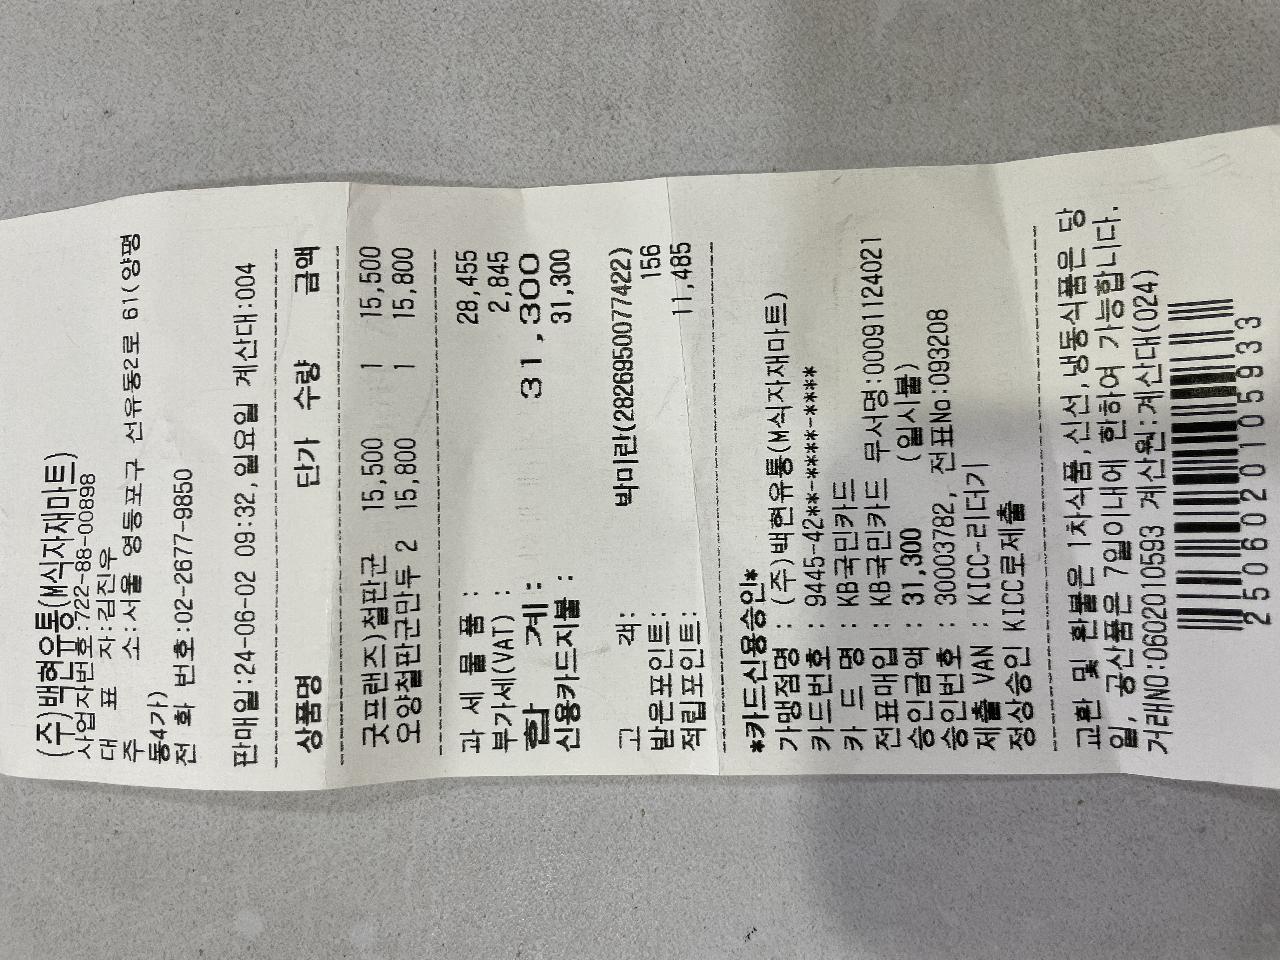 (주)백현유통(M식자재마트)
사업자번호:722-88-00898
대 표 자:김진우
주 소:서울 영등포구 선유동2로 61(양평
동4가)
전 화 번호:02-2677-9850
판매일:24-06-02 09:32,일요일 계산대:004
상품명 단가 수량 금액
굿프랜즈)철판군 15,500 1 15,500
오양철판군만두 2 15,800 1 15,800
과 세 물 품 : 28,455
부가세(VAT) : 2,845
합 계: 31,300
신용카드지불 : 31,300
고 객: 박미란(2826950077422)
받은포인트: 156
적립포인트: 11,485
*카드신용승인*
가맹점명 : (주)백현유통(M식자재마트)
카드번호 : 9445-42**-****-****
카 드 명 : KB국민카드
전표매입 : KB국민카드 무서명:00091124021
승인금액 : 31,300 (일시불)
승인번호 : 30003782, 전표No:093208
제출 VAN : KICC-리더기
정상승인 KICC로제출
교환 및 환불은 1차식품,신선,냉동식품은 당
일, 공산품은 7일이내에 한하여 가능합니다.
거래NO:0602010593 계산원:계산대(024)
2506020105933